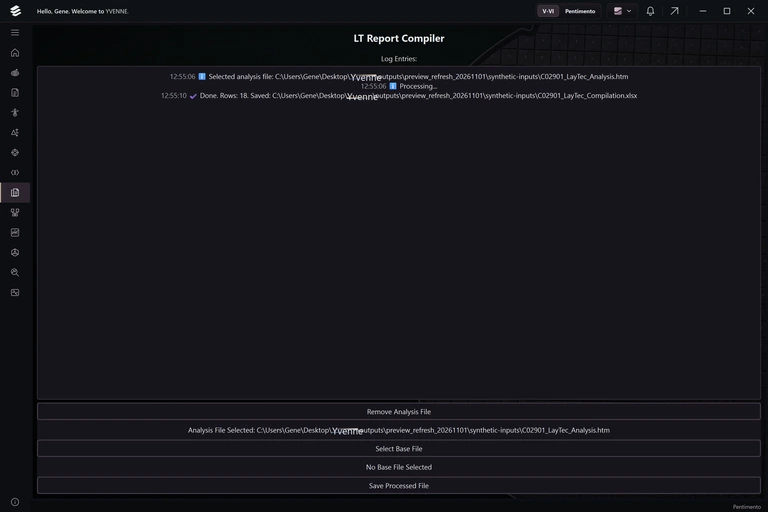 Hello, Gene. Welcome to YVENNE.
V-VI
Pentimento
LT Report Compiler
Log Entries:
12:55:06 Selected analysis file: C:\Users\Gene\Desktop\Yvenne\outputs\preview_refresh_20261101\synthetic-inputs\C02901_LayTec_Analysis.htm
12:55:06 Processing...
12:55:10 Done. Rows: 18. Saved: C:\Users\Gene\Desktop\Yvenne\outputs\preview_refresh_20261101\synthetic-inputs\C02901_LayTec_Compilation.xlsx
Remove Analysis File
Analysis File Selected: C:\Users\Gene\Desktop\Yvenne\outputs\preview_refresh_20261101\synthetic-inputs\C02901_LayTec_Analysis.htm
Select Base File
No Base File Selected
Save Processed File
Pentimento